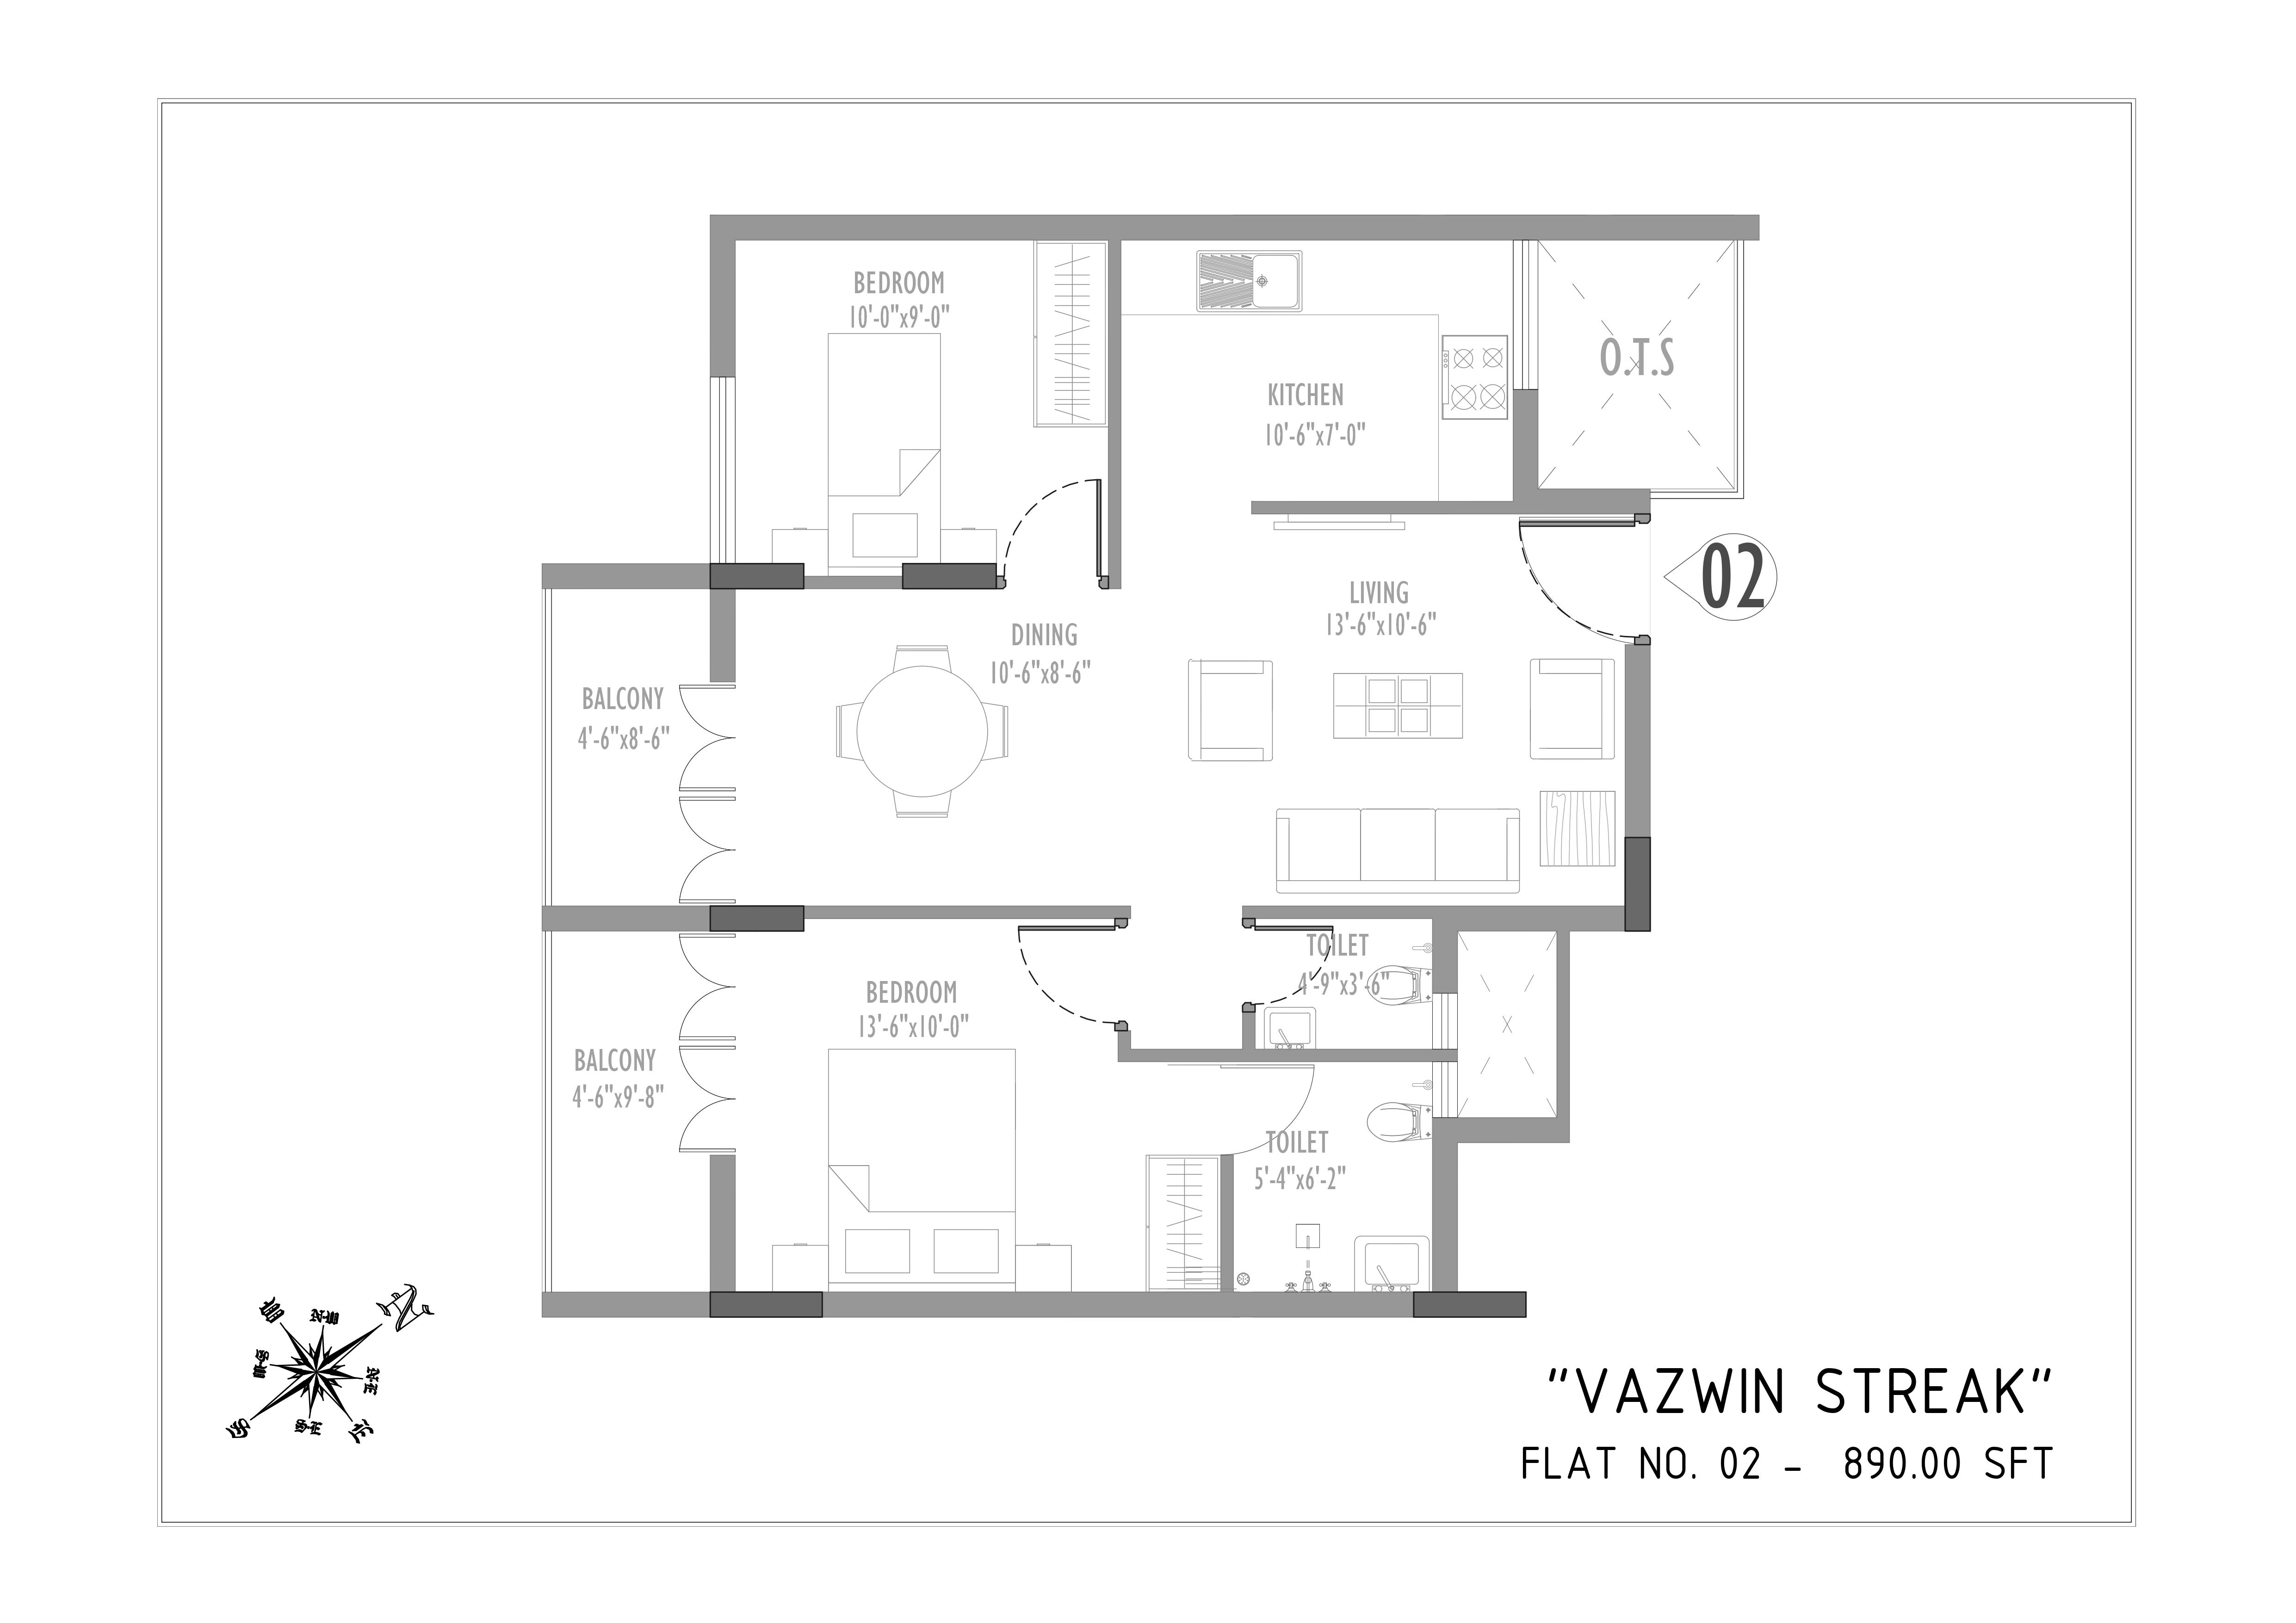 BEDROOM
10'-0"x9'-0"
KITCHEN
10'-6"x7'-0"
O.T.S
02
LIVING
13'-6"x10'-6"
DINING
10'-6"x8'-6"
BALCONY
4'-6"x8'-6"
TOILET
4'-9"x3'-6"
BEDROOM
13'-6"x10'-0"
BALCONY
4'-6"x9'-8"
TOILET
5'-4"x6'-2"
N
"VAZWIN STREAK"
FLAT NO. 02 - 890.00 SFT